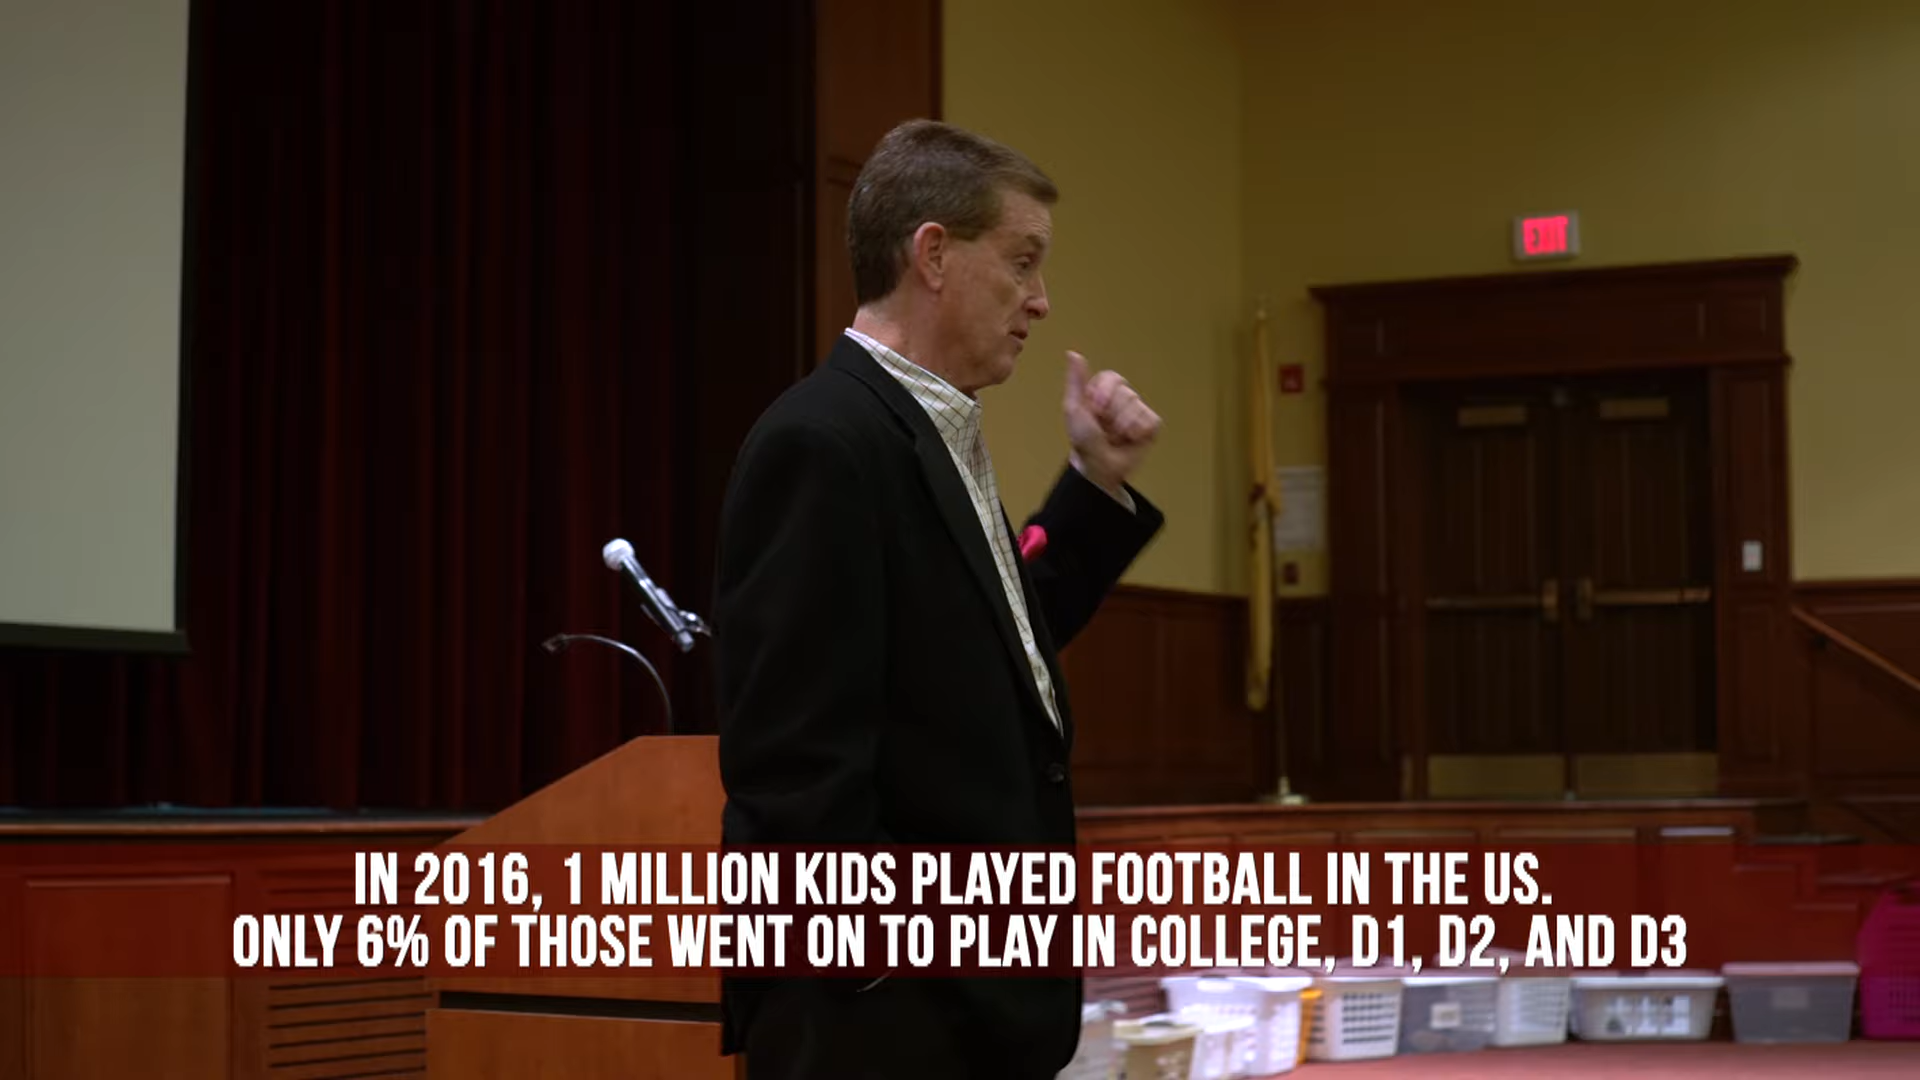 EXIT
IN 2016, 1 MILLION KIDS PLAYED FOOTBALL IN THE US.
ONLY 6% OF THOSE WENT ON TO PLAY IN COLLEGE, D1, D2, AND D3